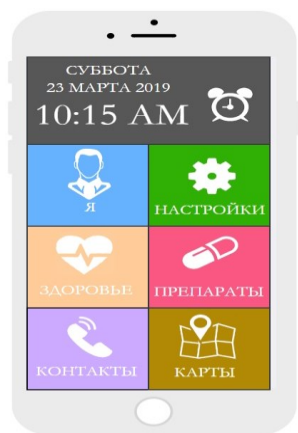 СУББОТА
23 МАРТА 2019
10:15 AM
Я
НАСТРОЙКИ
ЗДОРОВЬЕ
ПРЕПАРАТЫ
КОНТАКТЫ
КАРТЫ